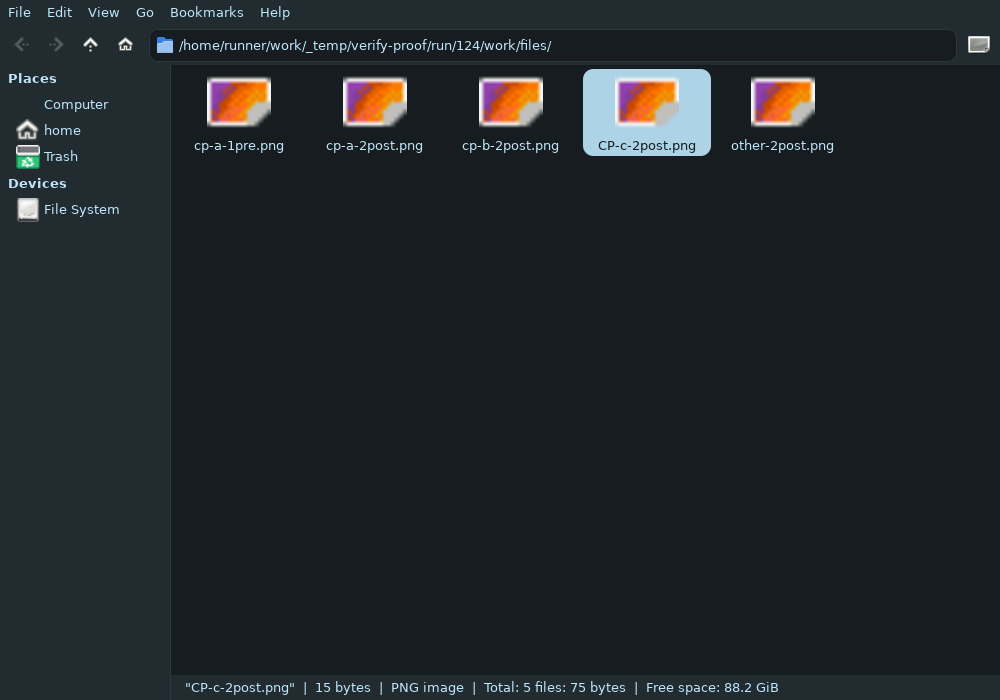 File Edit View Go Bookmarks Help
/home/runner/work/_temp/verify-proof/run/124/work/files/
Places
Computer
home
Trash
Devices
File System
cp-a-1pre.png cp-a-2post.png cp-b-2post.png CP-c-2post.png other-2post.png
"CP-c-2post.png" | 15 bytes | PNG image | Total: 5 files: 75 bytes | Free space: 88.2 GiB